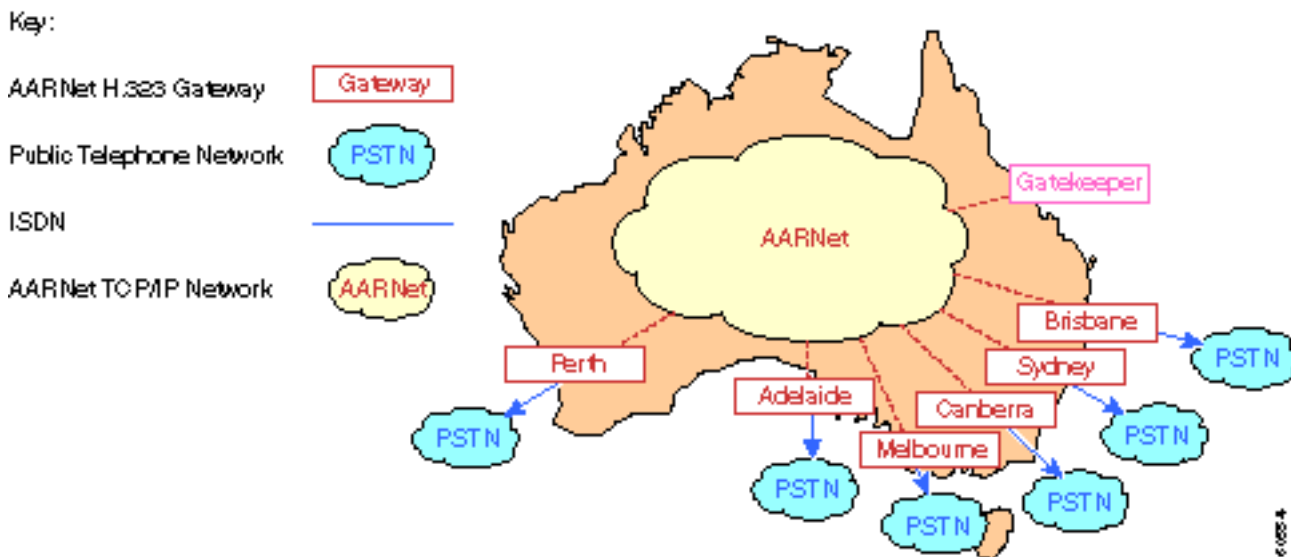 Key:
AARNet H.323 Gateway
Gateway
Public Telephone Network
PSTN
ISDN
AARNet TCP/IP Network
AARNet
AARNet
Gatekeeper
Brisbane
PSTN
Perth
Sydney
PSTN
Adelaide
Canberra
PSTN
Melbourne
PSTN
PSTN
PSTN